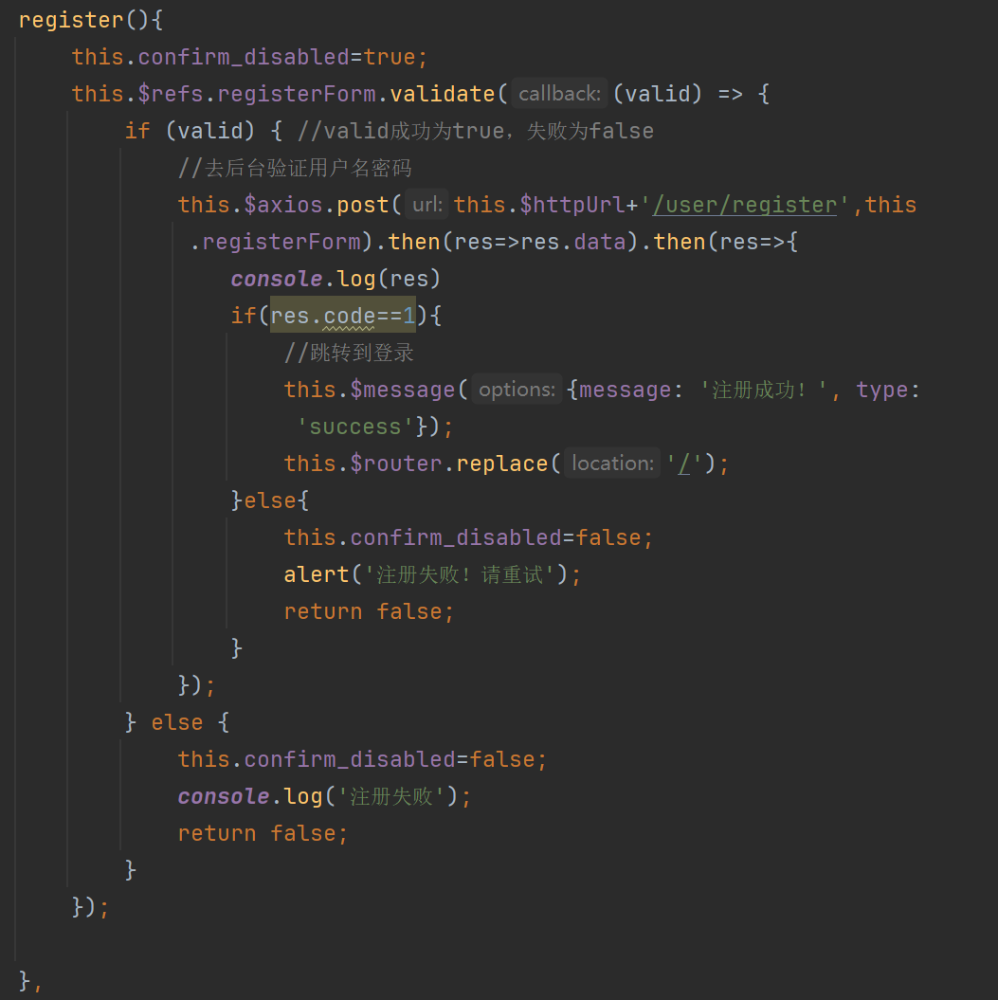 register(){
this.confirm_disabled=true;
this.$refs.registerForm.validate( callback: (valid) => {
if (valid) { //valid成功为true，失败为false
//去后台验证用户名密码
this.$axios.post( url: this.$httpUrl+'/user/register',this
.registerForm).then(res=>res.data).then(res=>{
console.log(res)
if(res.code==1){
//跳转到登录
this.$message( options: {message: '注册成功！', type:
'success'});
this.$router.replace( location: '/');
}else{
this.confirm_disabled=false;
alert('注册失败！请重试');
return false;
}
});
} else {
this.confirm_disabled=false;
console.log('注册失败');
return false;
}
});
},